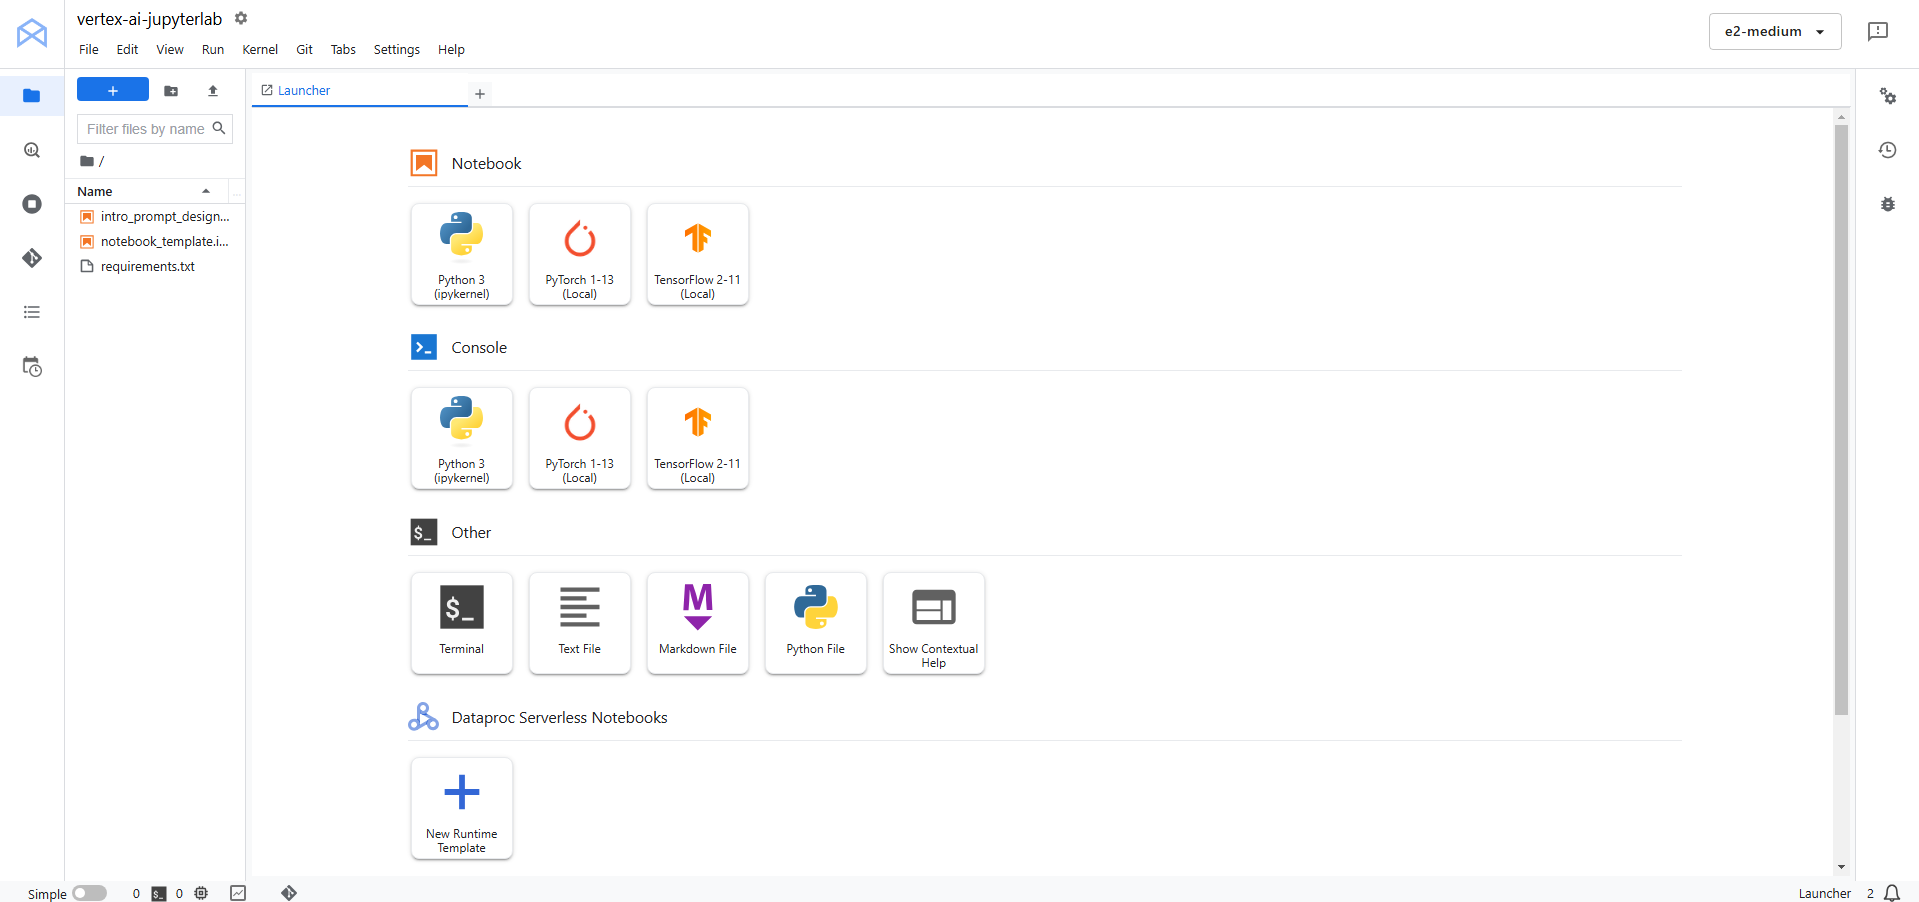 vertex-ai-jupyterlab
File Edit View Run Kernel Git Tabs Settings Help
e2-medium
+
Filter files by name
/
Name
...
intro_prompt_design...
notebook_template.i...
requirements.txt
Launcher
+
Notebook
Python 3
(ipykernel)
PyTorch 1-13
(Local)
TensorFlow 2-11
(Local)
Console
Python 3
(ipykernel)
PyTorch 1-13
(Local)
TensorFlow 2-11
(Local)
$_ Other
$_
Terminal
Text File
M
Markdown File
Python File
Show Contextual
Help
Dataproc Serverless Notebooks
New Runtime
Template
Simple 0 $_ 0
Launcher 2